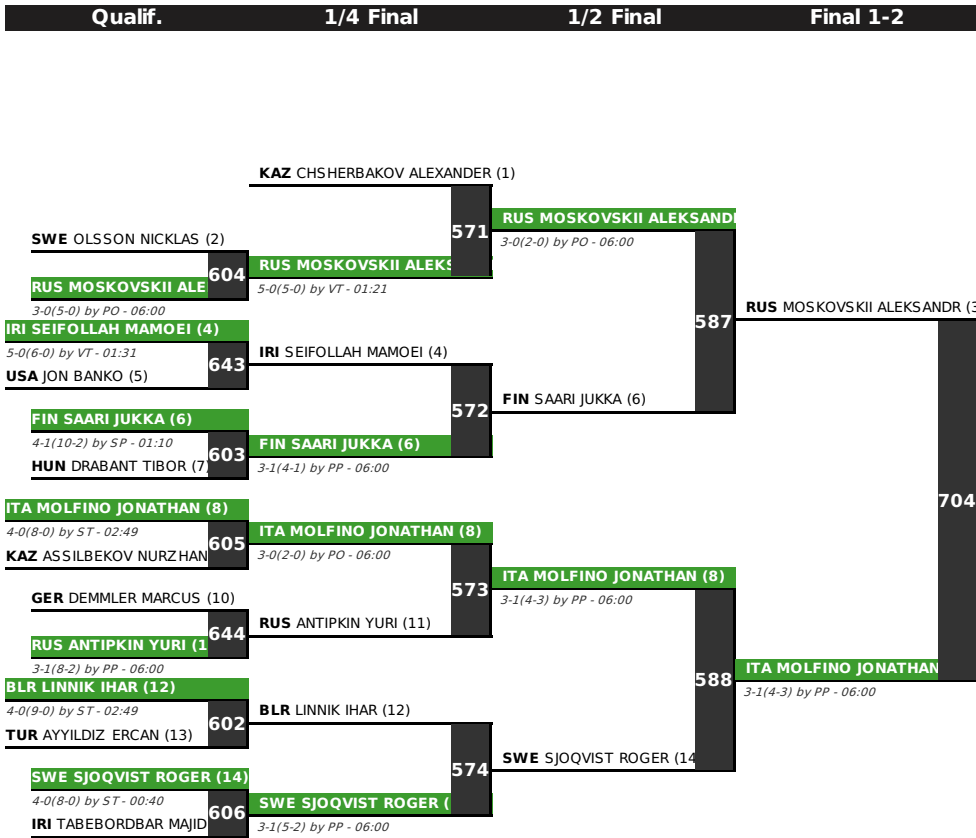 Qualif.
1/4 Final
1/2 Final
Final 1-2
KAZ CHSHERBAKOV ALEXANDER (1)
571
RUS MOSKOVSKII ALEKSAND
3-0(2-0) by PO - 06:00
SWE OLSSON NICKLAS (2)
604
RUS MOSKOVSKII ALEKS
5-0(5-0) by VT - 01:21
RUS MOSKOVSKII ALE
3-0(5-0) by PO - 06:00
587
RUS MOSKOVSKII ALEKSANDR (3
IRI SEIFOLLAH MAMOEI (4)
5-0(6-0) by VT - 01:31
643
USA JON BANKO (5)
IRI SEIFOLLAH MAMOEI (4)
572
FIN SAARI JUKKA (6)
FIN SAARI JUKKA (6)
4-1(10-2) by SP - 01:10
603
HUN DRABANT TIBOR (7)
FIN SAARI JUKKA (6)
3-1(4-1) by PP - 06:00
704
ITA MOLFINO JONATHAN (8)
4-0(8-0) by ST - 02:49
605
KAZ ASSILBEKOV NURZHAN
ITA MOLFINO JONATHAN (8)
3-0(2-0) by PO - 06:00
573
ITA MOLFINO JONATHAN (8)
3-1(4-3) by PP - 06:00
GER DEMMLER MARCUS (10)
644
RUS ANTIPKIN YURI (11)
RUS ANTIPKIN YURI (1
3-1(8-2) by PP - 06:00
588
ITA MOLFINO JONATHAN
3-1(4-3) by PP - 06:00
BLR LINNIK IHAR (12)
4-0(9-0) by ST - 02:49
602
TUR AYYILDIZ ERCAN (13)
BLR LINNIK IHAR (12)
574
SWE SJOQVIST ROGER (14
SWE SJOQVIST ROGER (14)
4-0(8-0) by ST - 00:40
606
IRI TABEBORDBAR MAJID
SWE SJOQVIST ROGER (
3-1(5-2) by PP - 06:00